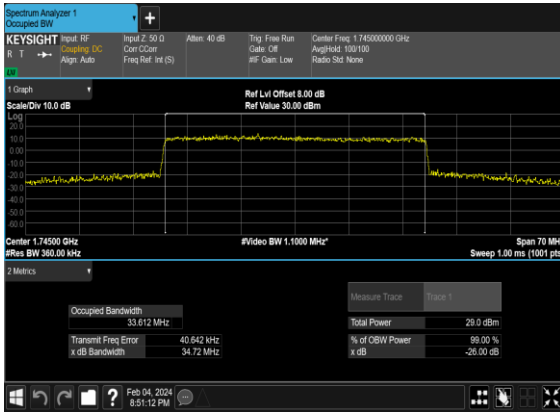 Spectrum Analyzer 1
Occupied BW
+
KEYSIGHT Input: RF Input Z: 50 Ω Atten: 40 dB Trig: Free Run Center Freq: 1.745000000 GHz
R T Coupling: DC Corr CCorr Gate: Off Avg|Hold: 100/100
Align: Auto Freq Ref: Int (S) #IF Gain: Low Radio Std: None
LXI
1 Graph
Ref Lvl Offset 8.00 dB
Scale/Div 10.0 dB Ref Value 30.00 dBm
Log
20.0
10.0
0.00
-10.0
-20.0
-30.0
-40.0
-50.0
-60.0
Center 1.74500 GHz #Video BW 1.1000 MHz* Span 70 MH
#Res BW 360.00 kHz Sweep 1.00 ms (1001 pts
2 Metrics
Measure Trace Trace 1
Occupied Bandwidth
33.612 MHz Total Power 29.0 dBm
Transmit Freq Error 40.642 kHz % of OBW Power 99.00 %
x dB Bandwidth 34.72 MHz x dB -26.00 dB
? Feb 04, 2024
8:51:12 PM